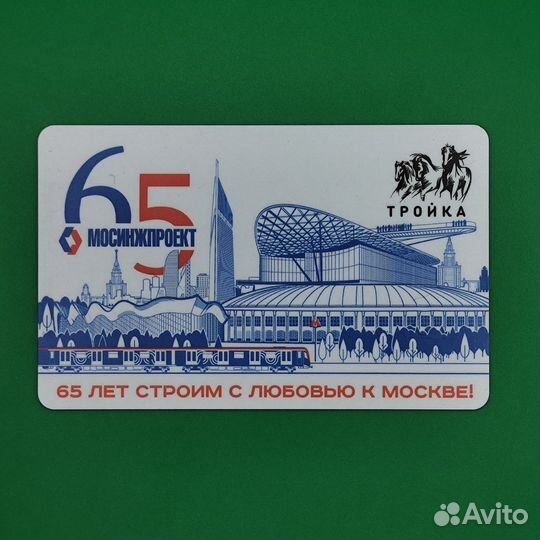 65
МОСИНЖПРОЕКТ
ТРОЙКА
65 ЛЕТ СТРОИМ С ЛЮБОВЬЮ К МОСКВЕ!
Avito